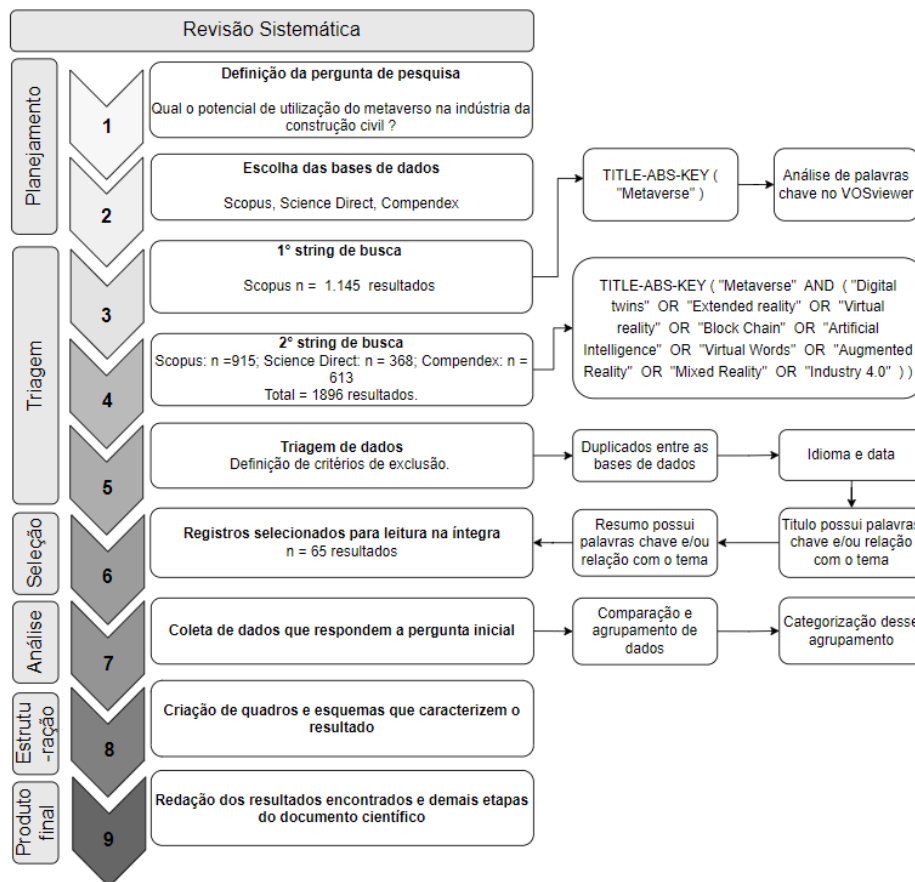 Revisão Sistemática
Planejamento
1
Definição da pergunta de pesquisa
Qual o potencial de utilização do metaverso na indústria da
construção civil ?
2
Escolha das bases de dados
Scopus, Science Direct, Compendex
TITLE-ABS-KEY (
"Metaverse" )
Análise de palavras
chave no VOSviewer
Triagem
3
1° string de busca
Scopus n = 1.145 resultados
4
2° string de busca
Scopus: n =915; Science Direct: n = 368; Compendex: n =
613
Total = 1896 resultados.
TITLE-ABS-KEY ( "Metaverse" AND ( "Digital
twins" OR "Extended reality" OR "Virtual
reality" OR "Block Chain" OR "Artificial
Intelligence" OR "Virtual Words" OR "Augmented
Reality" OR "Mixed Reality" OR "Industry 4.0" ) )
5
Triagem de dados
Definição de critérios de exclusão.
Duplicados entre as
bases de dados
Idioma e data
Titulo possui palavras
chave e/ou relação
com o tema
Resumo possui
palavras chave e/ou
relação com o tema
Seleção
6
Registros selecionados para leitura na íntegra
n = 65 resultados
Análise
7
Coleta de dados que respondem a pergunta inicial
Comparação e
agrupamento de
dados
Categorização desse
agrupamento
Estrutu
-ração
8
Criação de quadros e esquemas que caracterizem o
resultado
Produto
final
9
Redação dos resultados encontrados e demais etapas
do documento científico